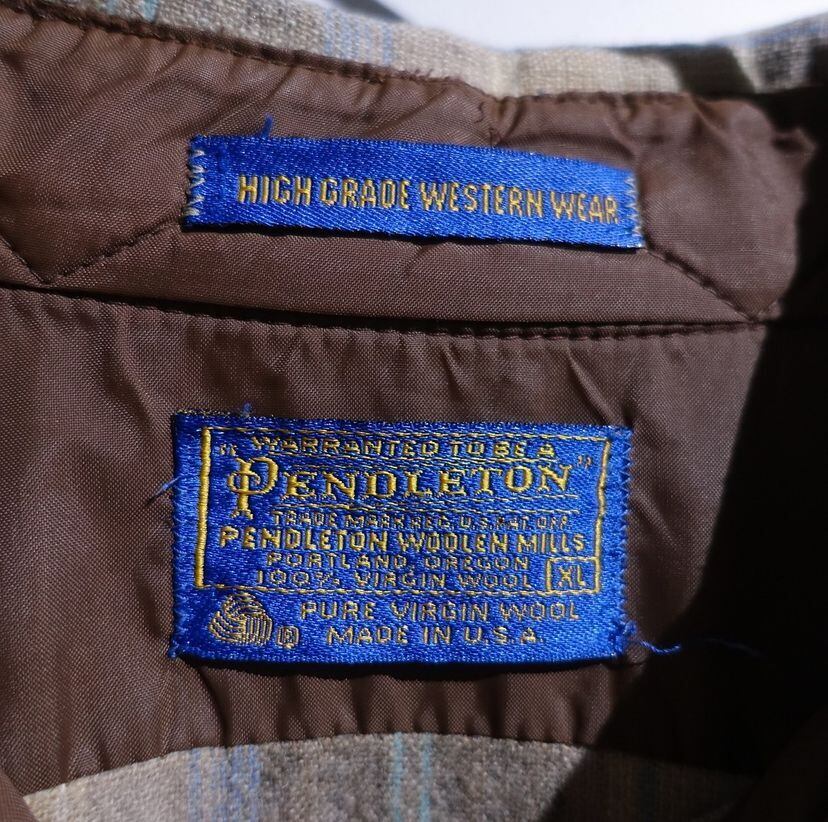 HIGH GRADE WESTERN WEAR
WARRANTED TO BE A
"PENDLETON"
TRADE MARK REG. U.S. PAT. OFF.
PENDLETON WOOLEN MILLS
PORTLAND, OREGON
100% VIRGIN WOOL XL
PURE VIRGIN WOOL
® MADE IN U.S.A.